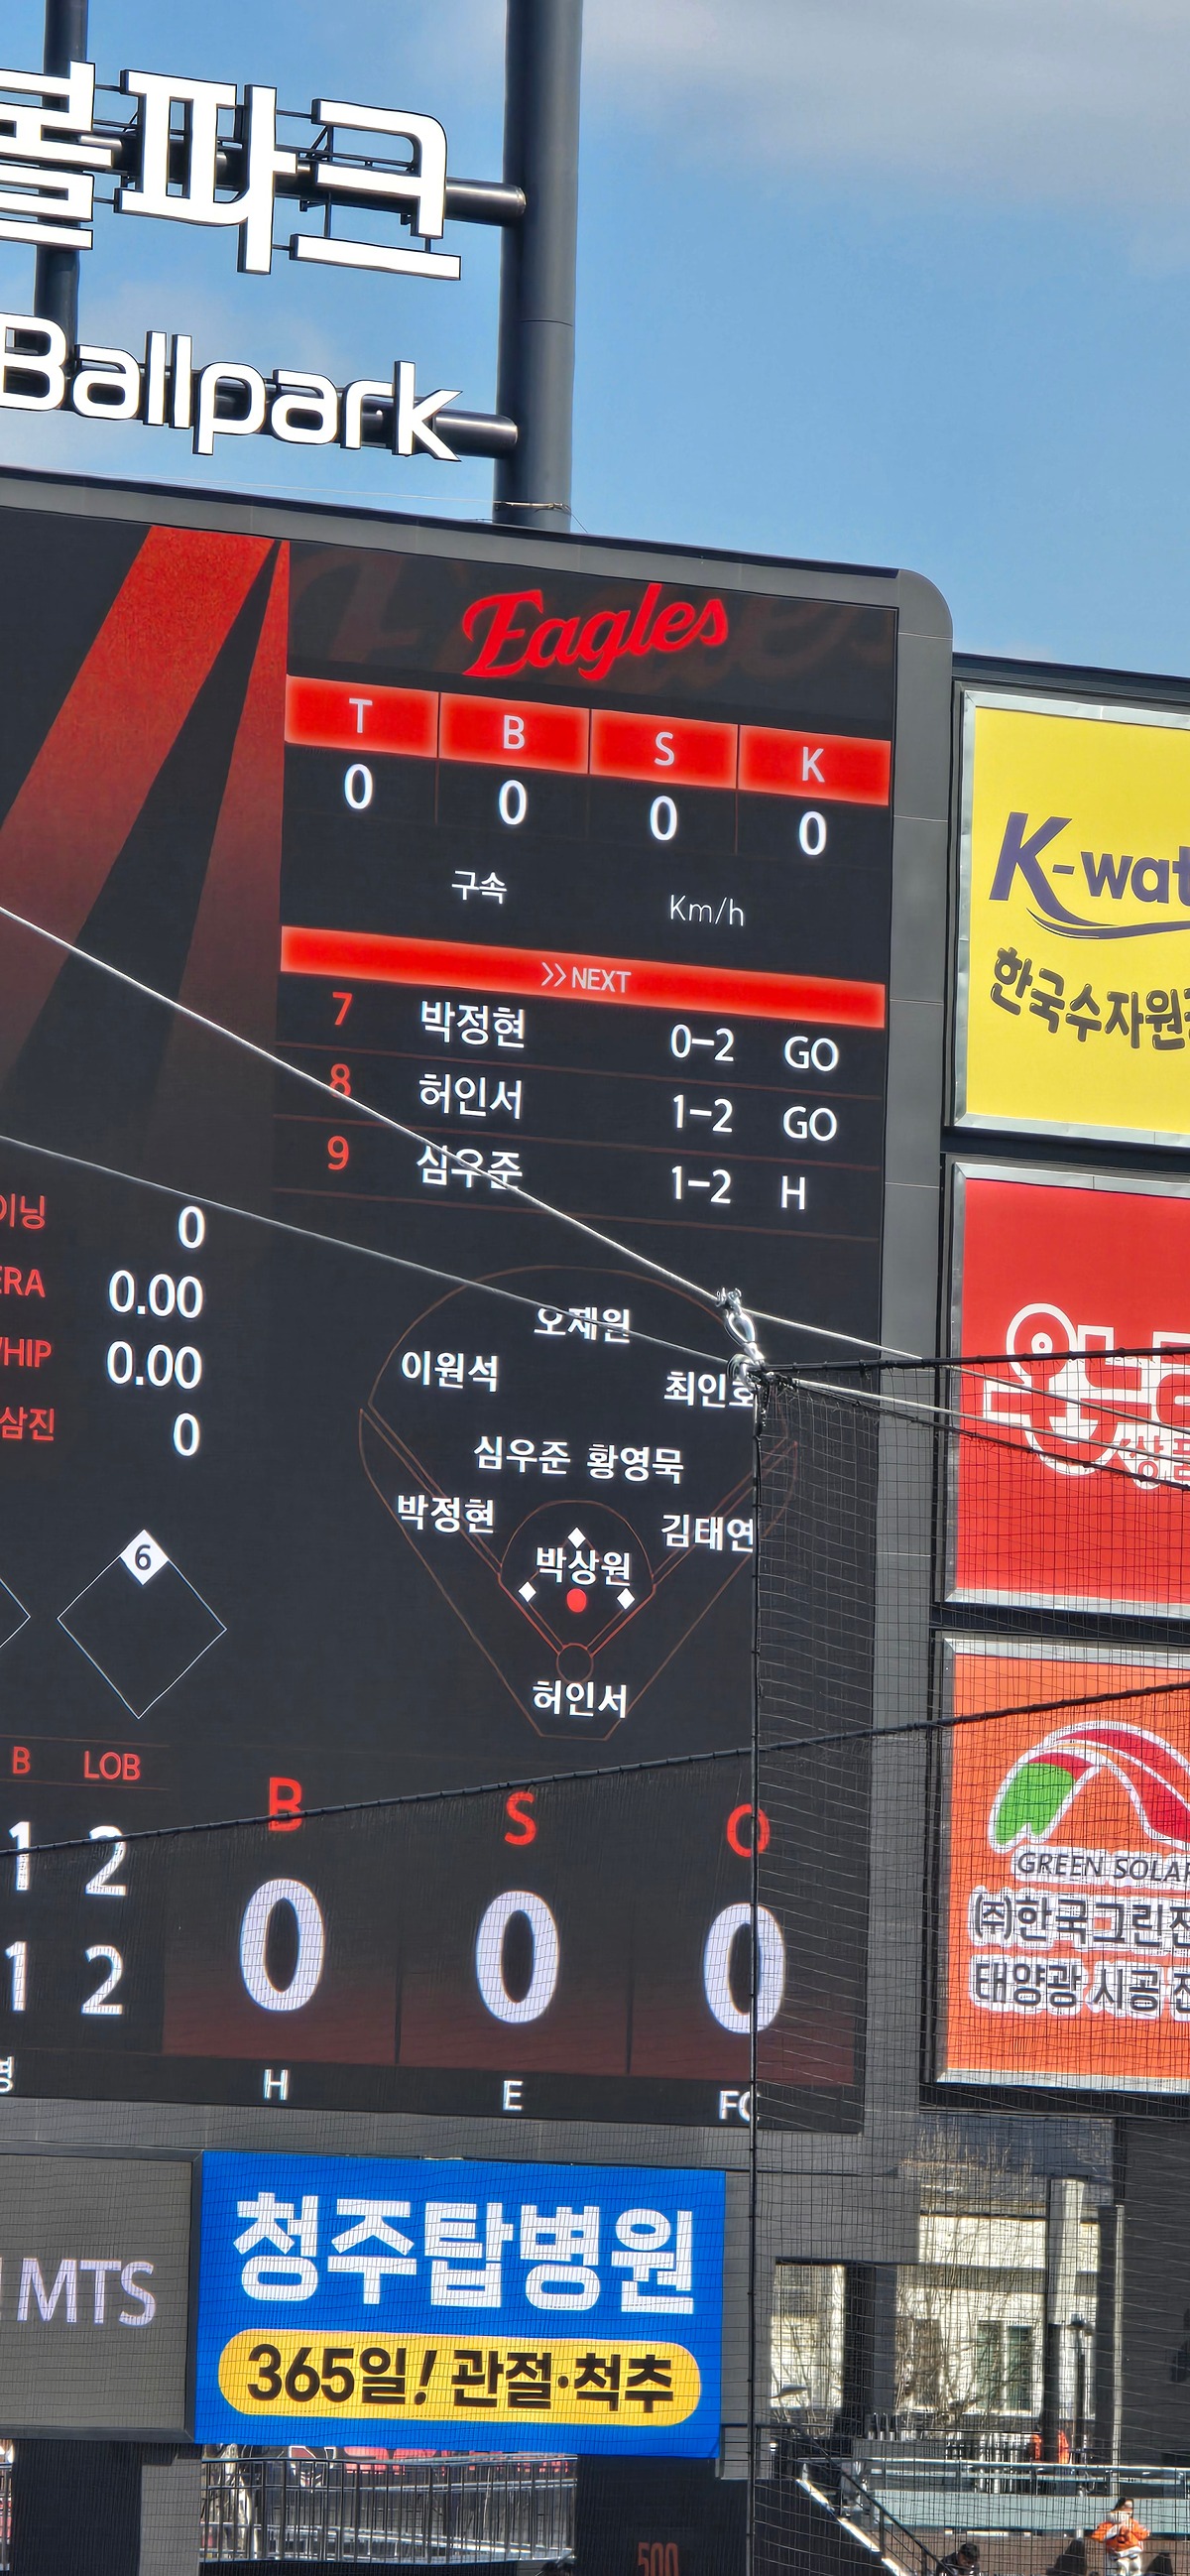 볼파크
Ballpark
Eagles
T B S K
0 0 0 0
구속 Km/h
NEXT
7 박정현 0-2 GO
8 허인서 1-2 GO
9 심우준 1-2 H
이닝 0
ERA 0.00
WHIP 0.00
삼진 0
오재원
이원석 최인호
심우준 황영묵
박정현 김태연
박상원
허인서
6
B LOB
1 2
1 2
B S O
0 0 0
H E FC
MTS
청주탑병원
365일! 관절·척추
K-wat
한국수자원
상품
GREEN SOLAR
(주)한국그린전
태양광 시공
500